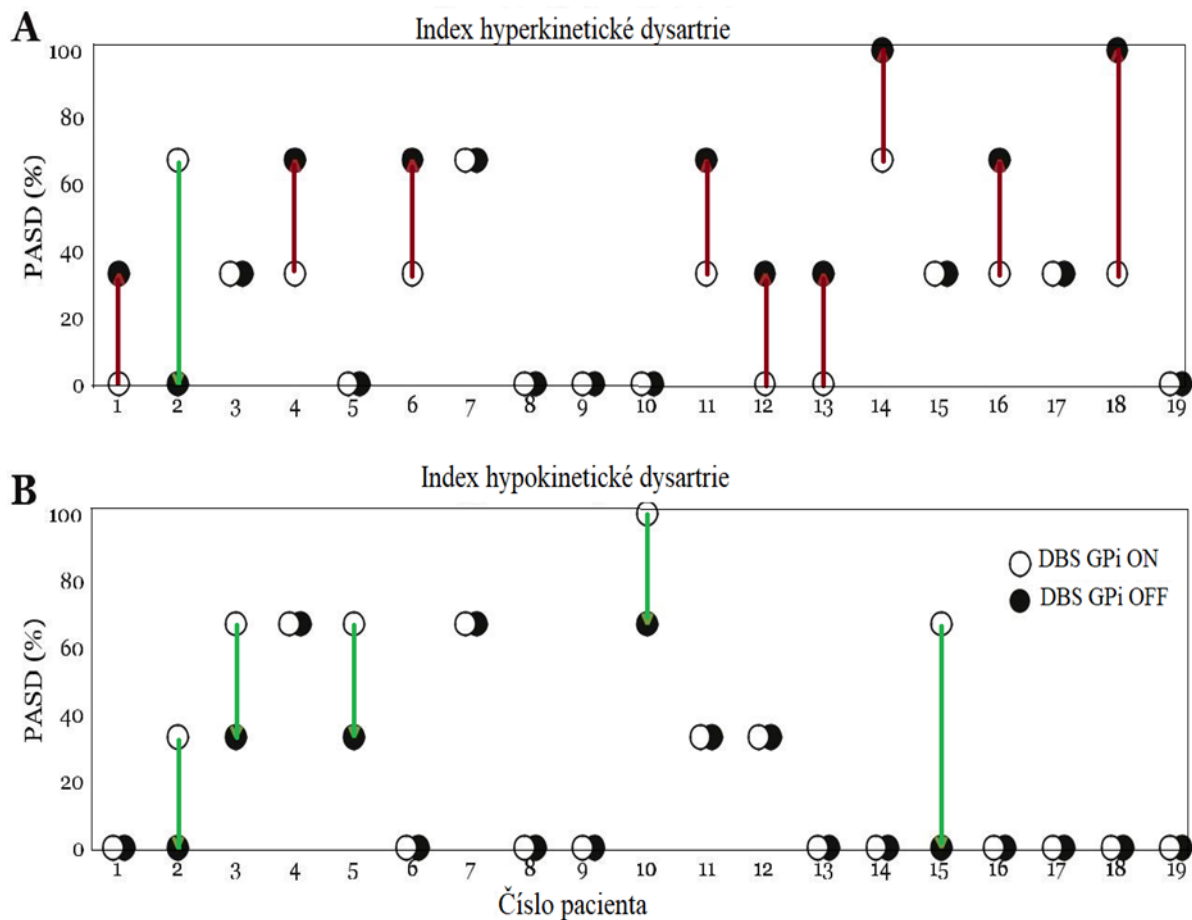 A
Index hyperkinetické dysartrie
PASD (%)
100
80
60
40
20
0
1 2 3 4 5 6 7 8 9 10 11 12 13 14 15 16 17 18 19
B
Index hypokinetické dysartrie
PASD (%)
100
80
60
40
20
0
DBS GPi ON
DBS GPi OFF
1 2 3 4 5 6 7 8 9 10 11 12 13 14 15 16 17 18 19
Číslo pacienta